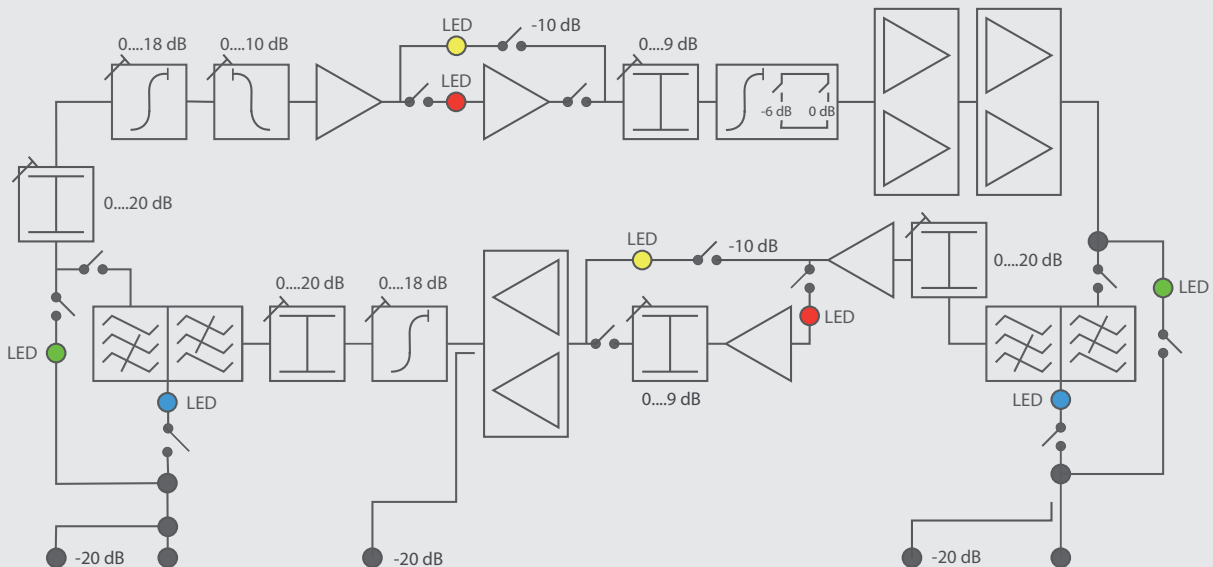 LED
-10 dB
0....18 dB
0....10 dB
0....9 dB
LED
-6 dB
0 dB
0....20 dB
LED
-10 dB
0....20 dB
0....20 dB
0....18 dB
LED
LED
LED
0....9 dB
LED
LED
-20 dB
-20 dB
-20 dB